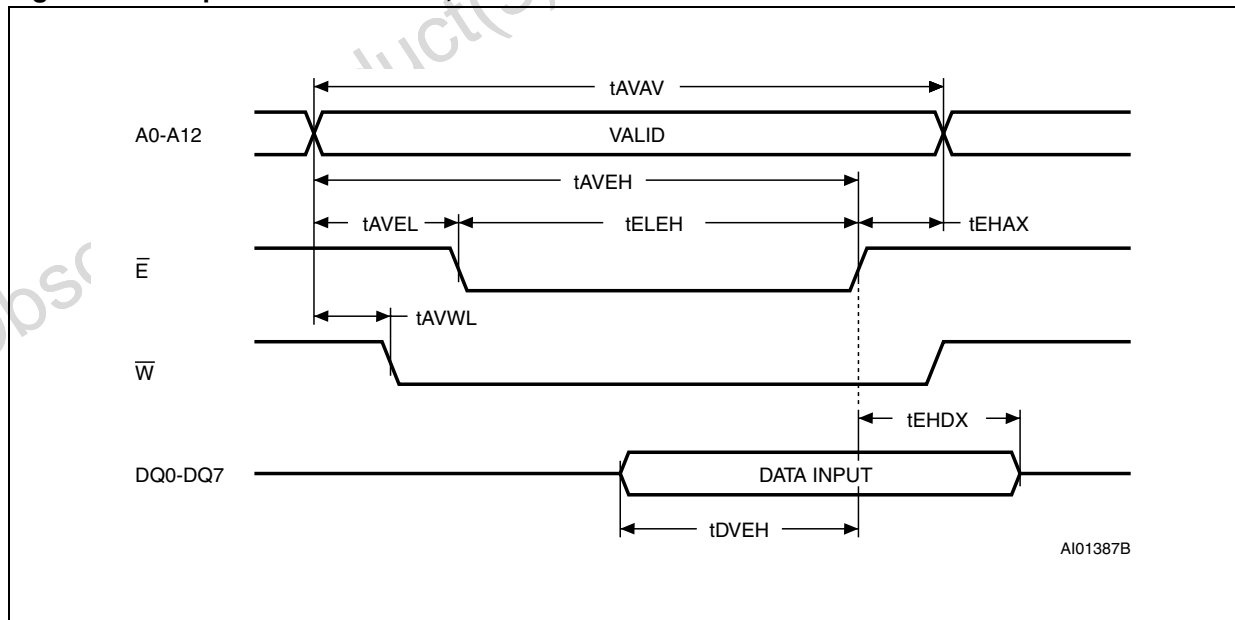 tAVAV
A0-A12
VALID
tAVEH
tAVEL
tELEH
tEHAX
E̅
tAVWL
W̅
tEHDX
DQ0-DQ7
DATA INPUT
tDVEH
AI01387B